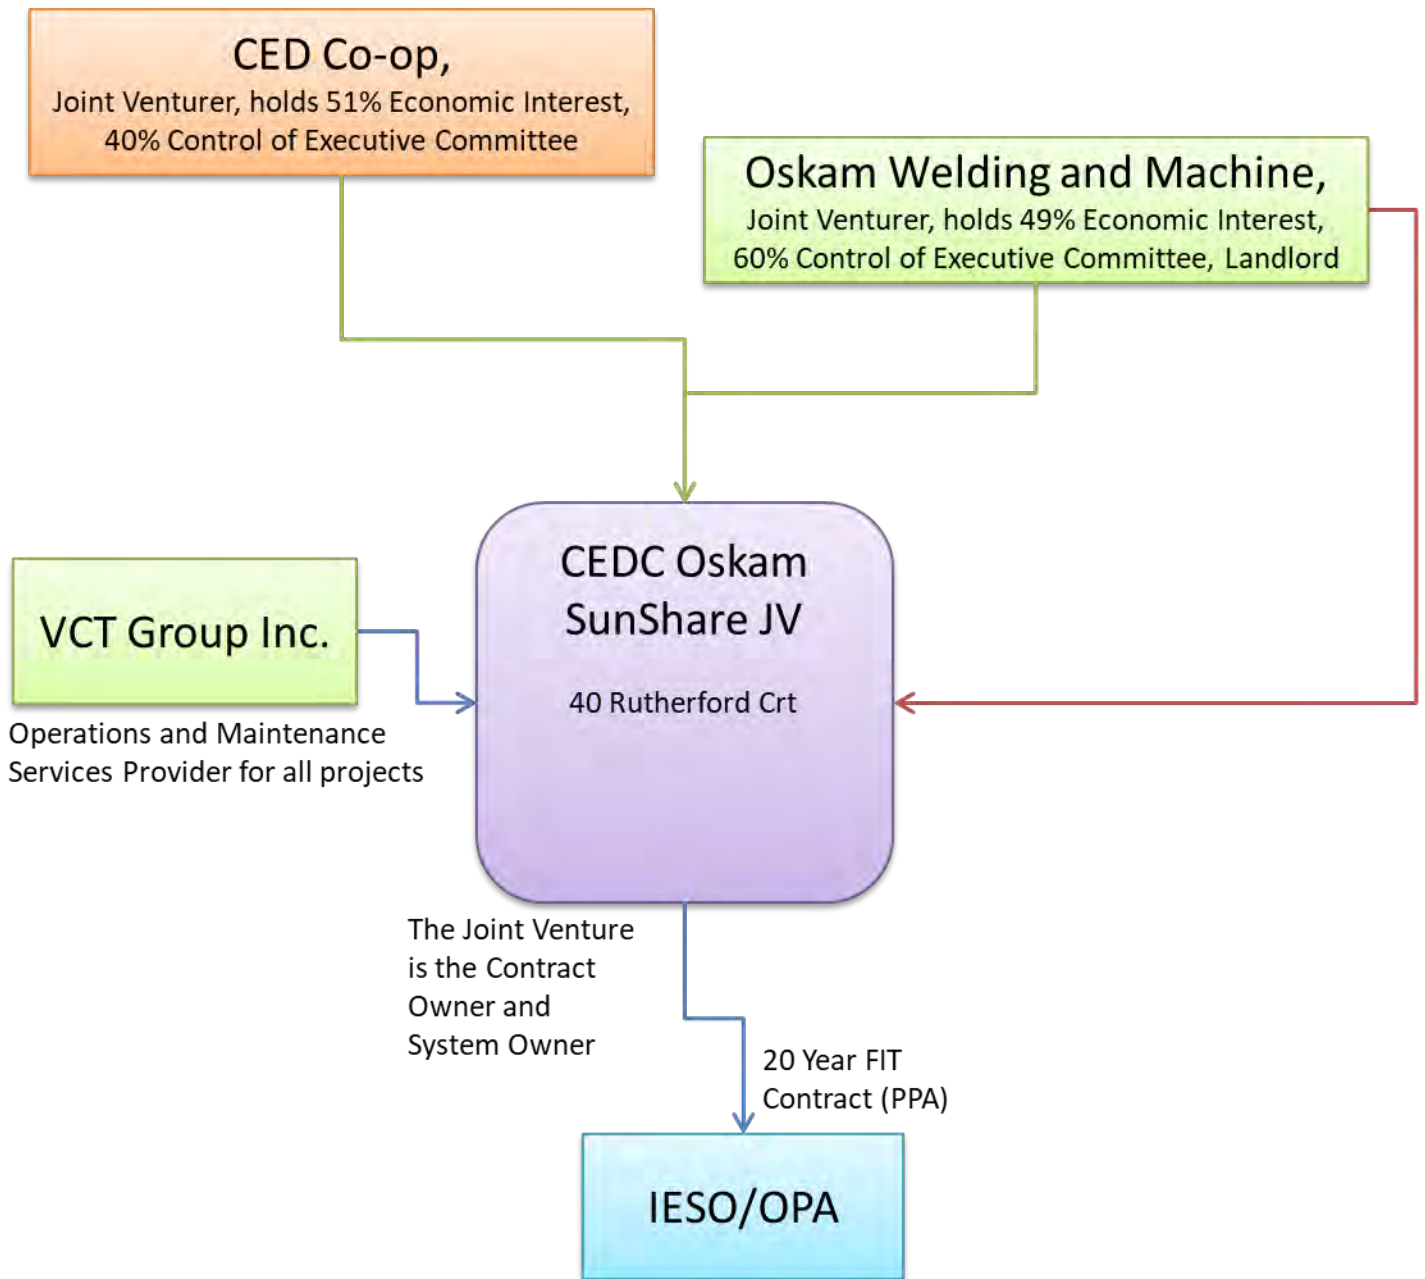 CED Co-op,
Joint Venturer, holds 51% Economic Interest,
40% Control of Executive Committee
Oskam Welding and Machine,
Joint Venturer, holds 49% Economic Interest,
60% Control of Executive Committee, Landlord
CEDC Oskam
SunShare JV
40 Rutherford Crt
VCT Group Inc.
Operations and Maintenance
Services Provider for all projects
The Joint Venture
is the Contract
Owner and
System Owner
20 Year FIT
Contract (PPA)
IESO/OPA